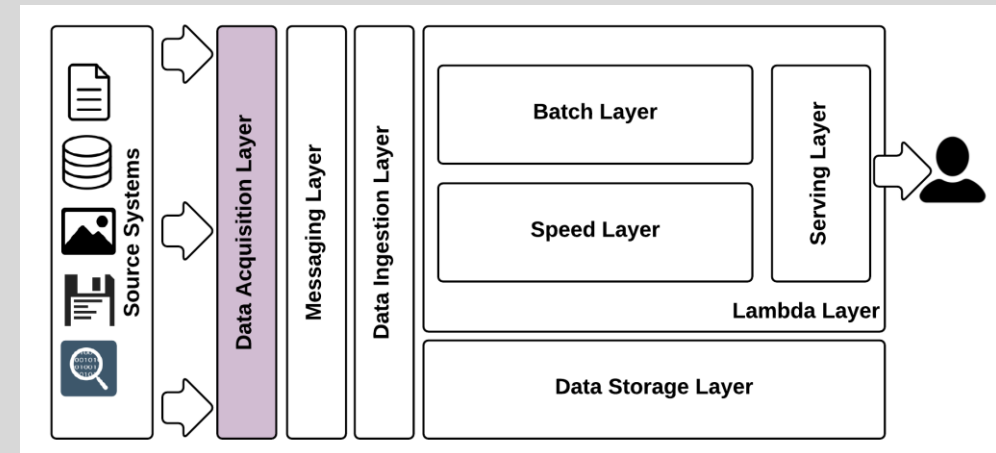 Source Systems
Data Acquisition Layer
Messaging Layer
Data Ingestion Layer
Batch Layer
Speed Layer
Serving Layer
Lambda Layer
Data Storage Layer